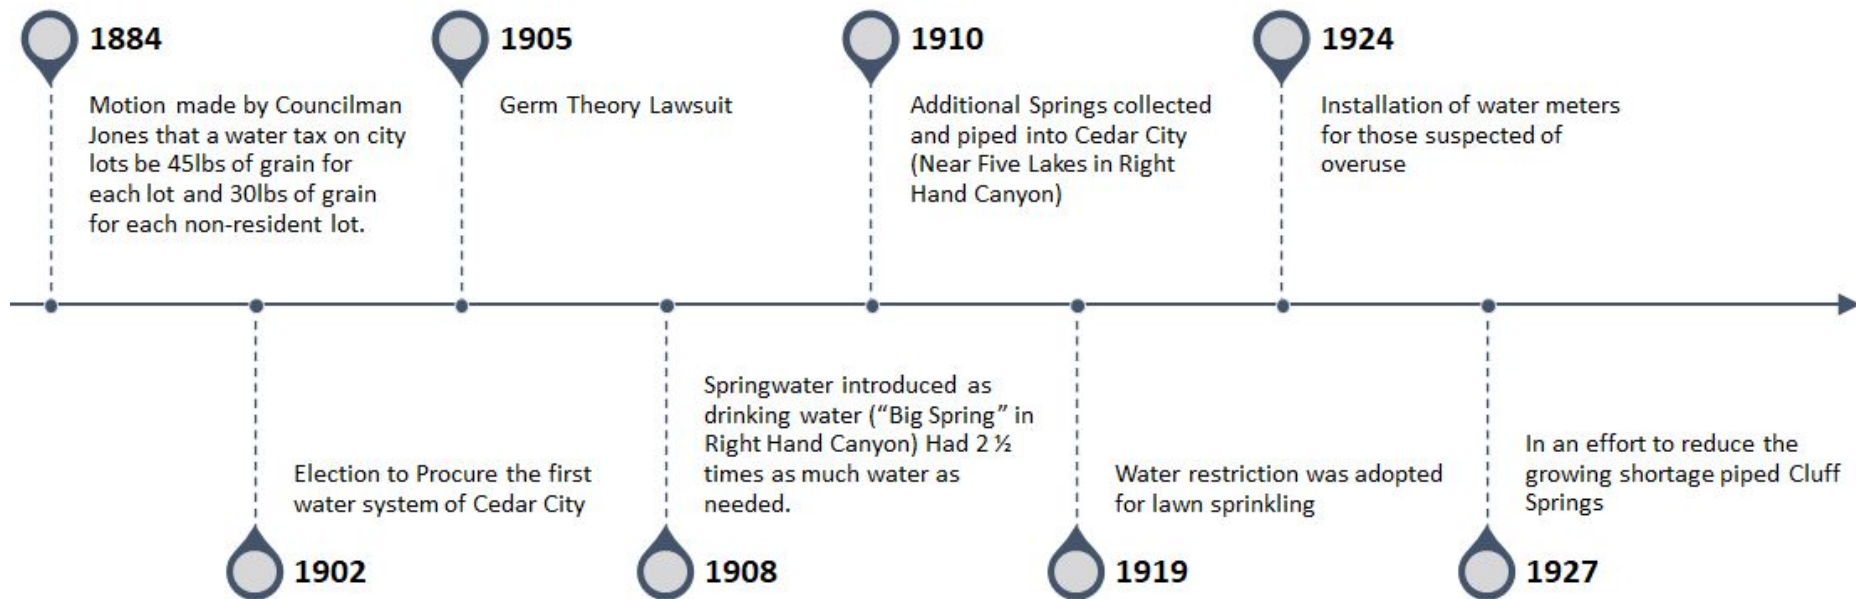 1884
Motion made by Councilman
Jones that a water tax on city
lots be 45lbs of grain for
each lot and 30lbs of grain
for each non-resident lot.
1902
Election to Procure the first
water system of Cedar City
1905
Germ Theory Lawsuit
1908
Springwater introduced as
drinking water (“Big Spring” in
Right Hand Canyon) Had 2 ½
times as much water as
needed.
1910
Additional Springs collected
and piped into Cedar City
(Near Five Lakes in Right
Hand Canyon)
1919
Water restriction was adopted
for lawn sprinkling
1924
Installation of water meters
for those suspected of
overuse
1927
In an effort to reduce the
growing shortage piped Cluff
Springs